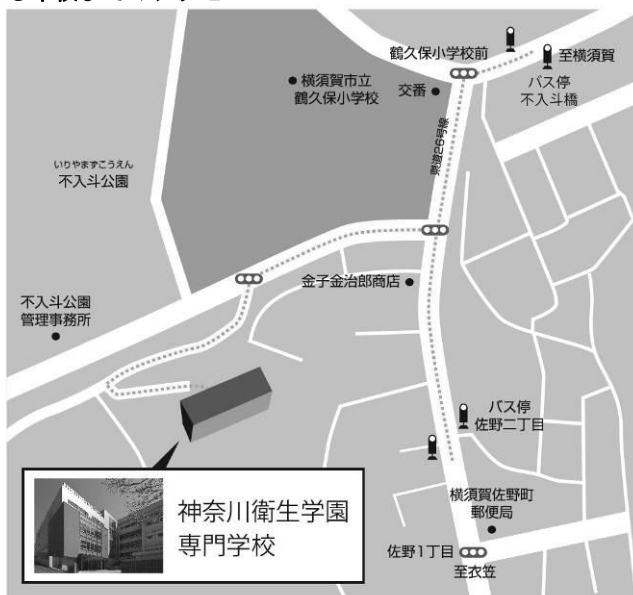 鶴久保小学校前
至横須賀
バス停
不入斗橋
横須賀市立
鶴久保小学校
交番
県道26号線
いりやまずこうえん
不入斗公園
金子金治郎商店
不入斗公園
管理事務所
バス停
佐野二丁目
横須賀佐野町
郵便局
佐野1丁目
至衣笠
神奈川衛生学園
専門学校